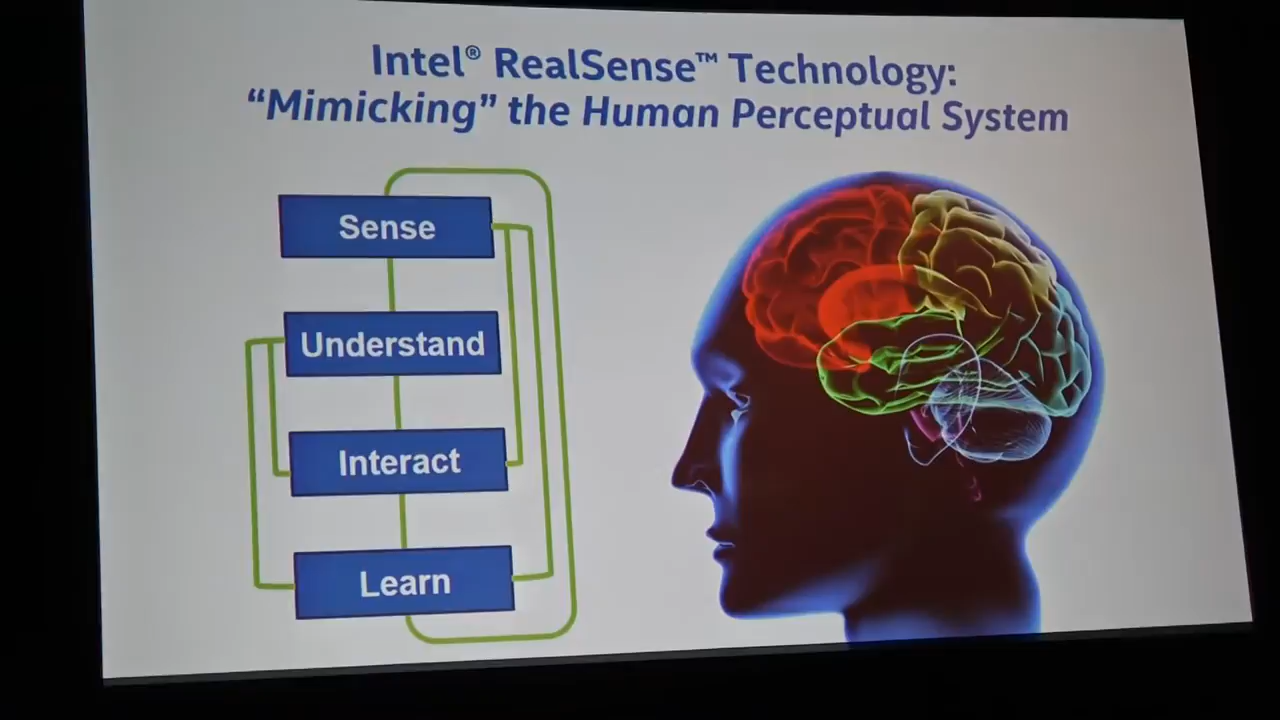 Intel® RealSense™ Technology:
“Mimicking” the Human Perceptual System
Sense
Understand
Interact
Learn